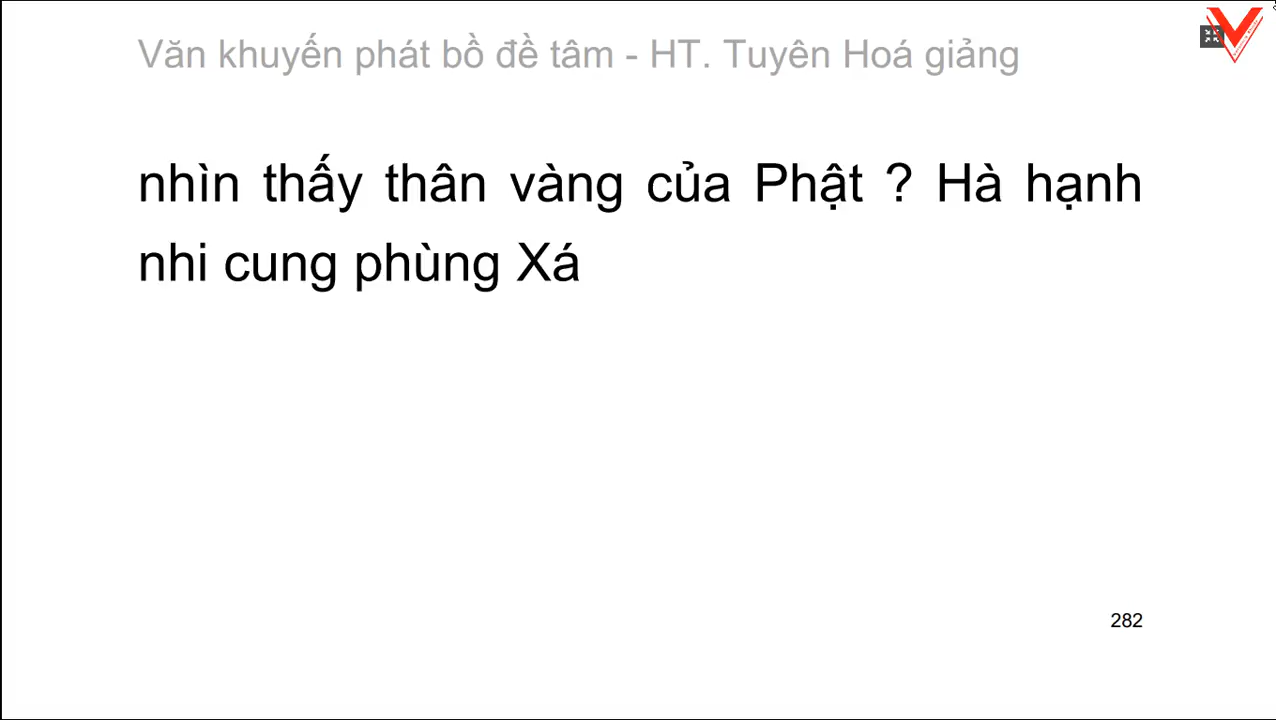 Văn khuyến phát bồ đề tâm - HT. Tuyên Hoá giảng
nhìn thấy thân vàng của Phật ? Hà hạnh
nhi cung phùng Xá
282